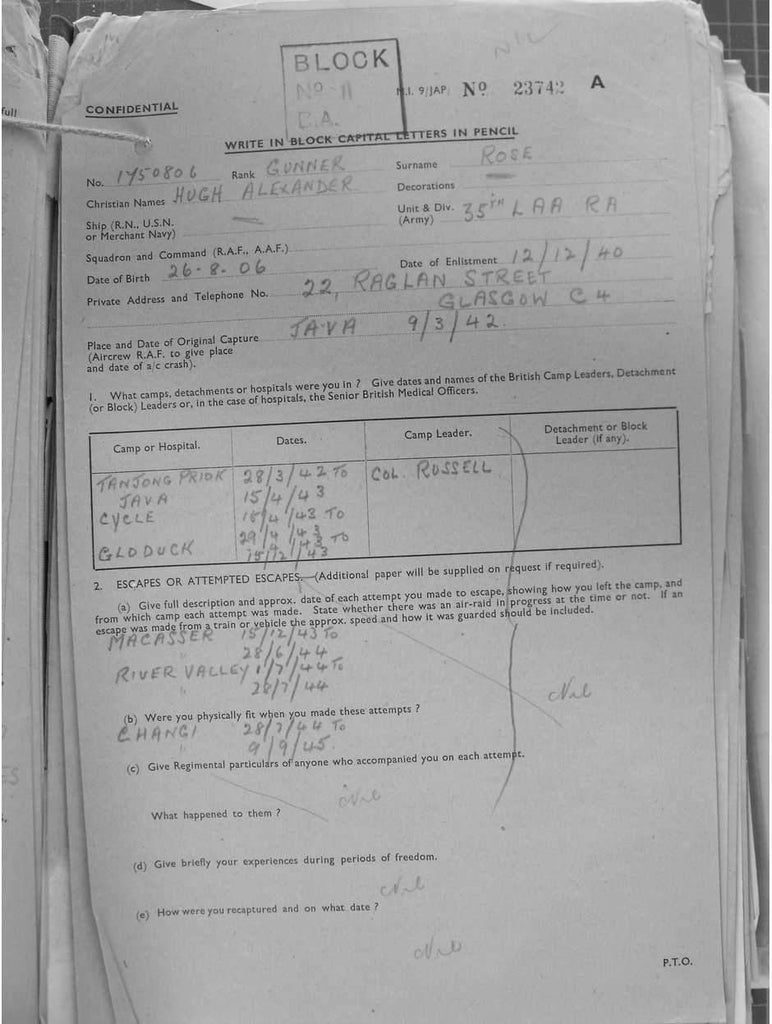 full
NIL
BLOCK
No 11
C.A.
M.I. 9/JAP No 23742 A
CONFIDENTIAL
WRITE IN BLOCK CAPITAL LETTERS IN PENCIL
No. 1750806 Rank GUNNER Surname ROSE
Christian Names HUGH ALEXANDER Decorations —
Ship (R.N., U.S.N. or Merchant Navy) — Unit & Div. (Army) 35TH LAA RA
Squadron and Command (R.A.F., A.A.F.)
Date of Birth 26-8-06 Date of Enlistment 12/12/40
Private Address and Telephone No. 22, RAGLAN STREET
GLASGOW C4
Place and Date of Original Capture JAVA 9/3/42.
(Aircrew R.A.F. to give place
and date of a/c crash).
1. What camps, detachments or hospitals were you in ? Give dates and names of the British Camp Leaders, Detachment
(or Block) Leaders or, in the case of hospitals, the Senior British Medical Officers.
Camp or Hospital. Dates. Camp Leader. Detachment or Block
Leader (if any).
TANJONG PRIOK 28/3/42 TO COL. RUSSELL
JAVA 15/4/43
CYCLE 15/4/43 TO
29/9/43
GLODUCK TO
15/12/43
2. ESCAPES OR ATTEMPTED ESCAPES.—(Additional paper will be supplied on request if required).
(a) Give full description and approx. date of each attempt you made to escape, showing how you left the camp, and
from which camp each attempt was made. State whether there was an air-raid in progress at the time or not. If an
escape was made from a train or vehicle the approx. speed and how it was guarded should be included.
MACASSER 15/12/43 TO
28/6/44
RIVER VALLEY 1/7/44 TO
" 28/7/44
Nil
(b) Were you physically fit when you made these attempts ?
CHANGI 28/7/44 TO
" 9/9/45.
(c) Give Regimental particulars of anyone who accompanied you on each attempt.
Nil
What happened to them ?
(d) Give briefly your experiences during periods of freedom.
Nil
(e) How were you recaptured and on what date ?
Nil
P.T.O.